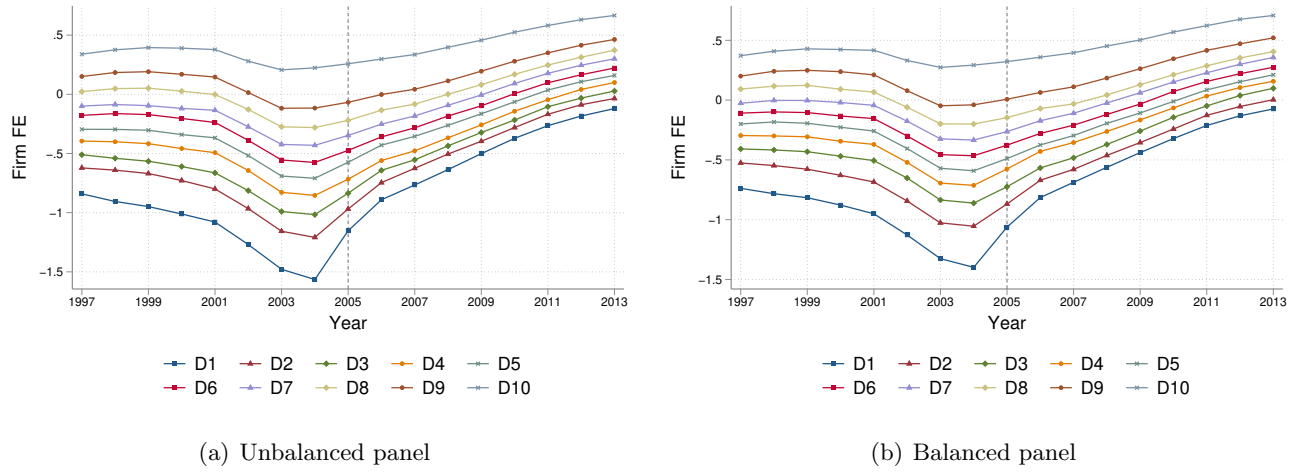 .5
0
−.5
−1
−1.5
Firm FE
1997 1999 2001 2003 2005 2007 2009 2011 2013
Year
D1 D2 D3 D4 D5
D6 D7 D8 D9 D10
(a) Unbalanced panel
.5
0
−.5
−1
−1.5
Firm FE
1997 1999 2001 2003 2005 2007 2009 2011 2013
Year
D1 D2 D3 D4 D5
D6 D7 D8 D9 D10
(b) Balanced panel